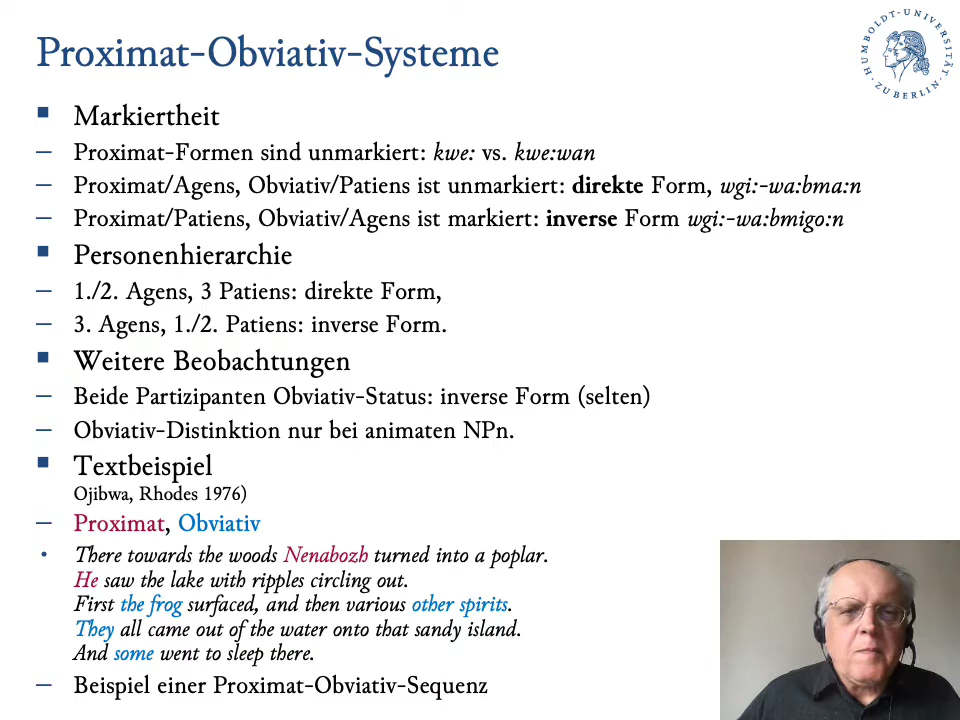 Proximat-Obviativ-Systeme
HUMBOLDT-UNIVERSITÄT ZU BERLIN
Markiertheit
– Proximat-Formen sind unmarkiert: kwe: vs. kwe:wan
– Proximat/Agens, Obviativ/Patiens ist unmarkiert: direkte Form, wgi:-wa:bma:n
– Proximat/Patiens, Obviativ/Agens ist markiert: inverse Form wgi:-wa:bmigo:n
Personenhierarchie
– 1./2. Agens, 3 Patiens: direkte Form,
– 3. Agens, 1./2. Patiens: inverse Form.
Weitere Beobachtungen
– Beide Partizipanten Obviativ-Status: inverse Form (selten)
– Obviativ-Distinktion nur bei animaten NPn.
Textbeispiel
Ojibwa, Rhodes 1976)
– Proximat, Obviativ
• There towards the woods Nenabozh turned into a poplar.
He saw the lake with ripples circling out.
First the frog surfaced, and then various other spirits.
They all came out of the water onto that sandy island.
And some went to sleep there.
– Beispiel einer Proximat-Obviativ-Sequenz